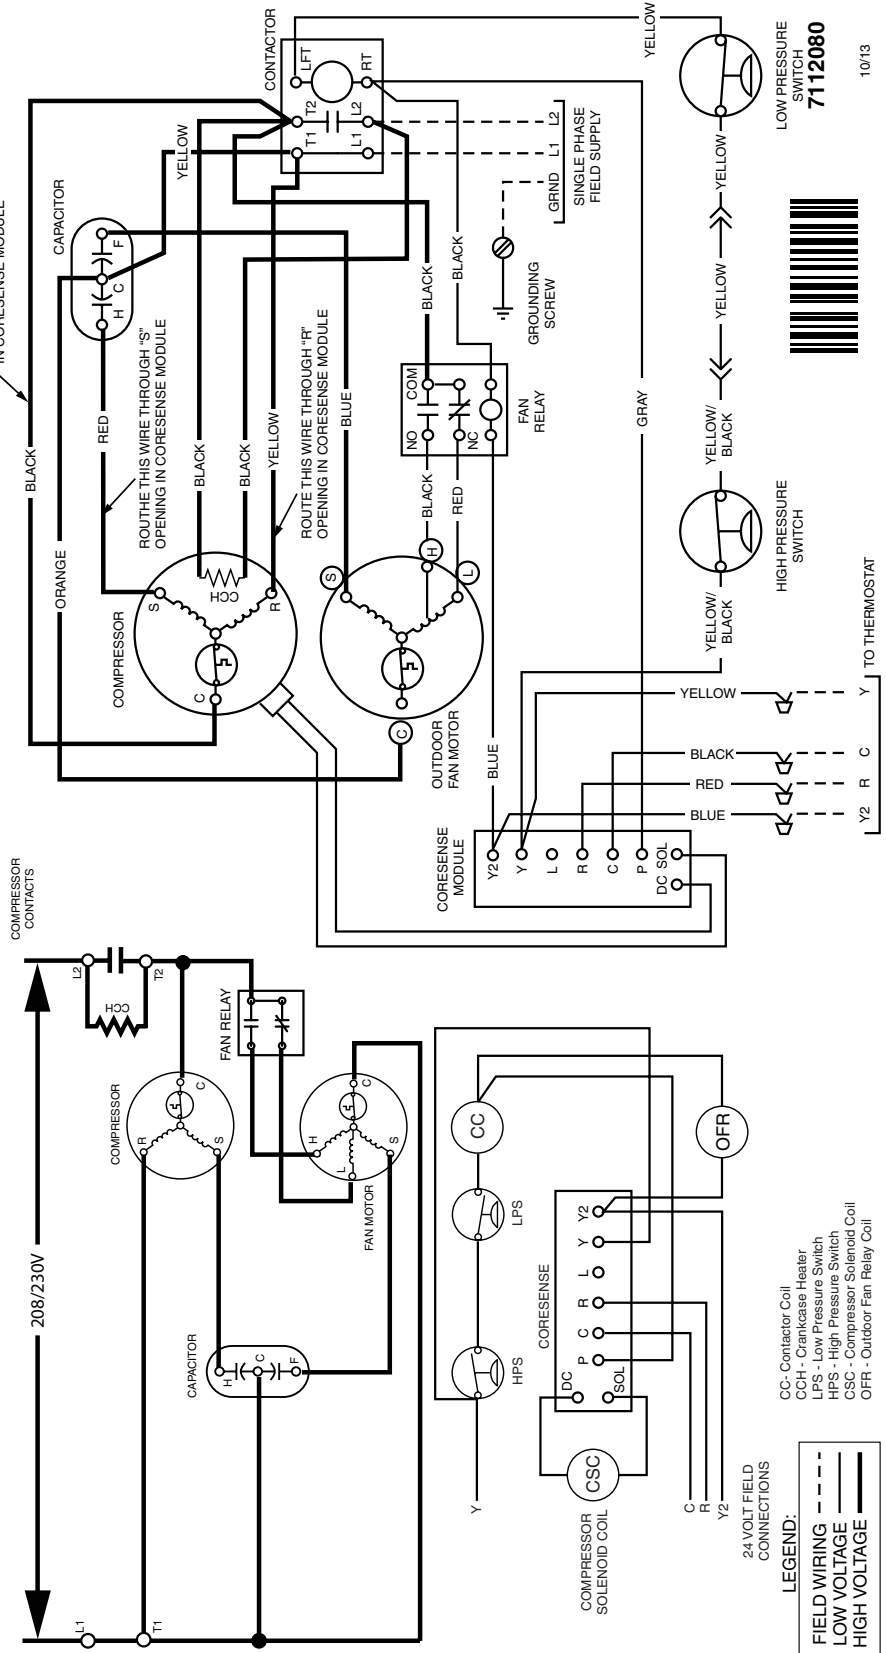 COMPRESSOR
CONTACTS
208/230V
L1
T1
L2
T2
CCH
COMPRESSOR
R
S
C
FAN RELAY
CAPACITOR
H
C
F
FAN MOTOR
H
L
C
S
CORESENSE
DC
SOL
P
C
R
L
Y
Y2
HPS
LPS
CC
OFR
CSC
COMPRESSOR
SOLENOID COIL
Y
C
R
Y2
24 VOLT FIELD
CONNECTIONS
LEGEND:
FIELD WIRING
LOW VOLTAGE
HIGH VOLTAGE
CC- Contactor Coil
CCH - Crankcase Heater
LPS - Low Pressure Switch
HPS - High Pressure Switch
CSC - Compressor Solenoid Coil
OFR - Outdoor Fan Relay Coil
IN CORESENSE MODULE
BLACK
ORANGE
RED
CAPACITOR
H
C
F
ROUTHE THIS WIRE THROUGH "S"
OPENING IN CORESENSE MODULE
BLACK
BLACK
YELLOW
ROUTE THIS WIRE THROUGH "R"
OPENING IN CORESENSE MODULE
BLUE
YELLOW
COMPRESSOR
S
C
R
CCH
CONTACTOR
LFT
RT
T2
L2
T1
L1
YELLOW
OUTDOOR
FAN MOTOR
S
H
L
C
BLACK
RED
BLACK
BLACK
COM
NO
NC
FAN
RELAY
GROUNDING
SCREW
GRND
L1
L2
SINGLE PHASE
FIELD SUPPLY
BLUE
GRAY
CORESENSE
MODULE
Y2
Y
L
R
C
P
DC
SOL
YELLOW
BLACK
RED
BLUE
Y
C
R
Y2
TO THERMOSTAT
YELLOW/
BLACK
HIGH PRESSURE
SWITCH
YELLOW/
BLACK
YELLOW
YELLOW
LOW PRESSURE
SWITCH
7112080
10/13